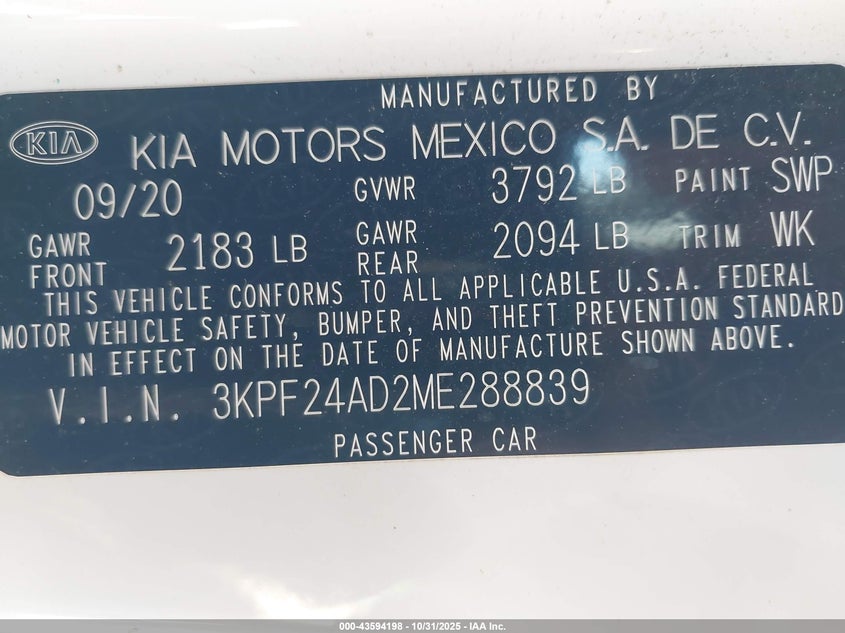 MANUFACTURED BY
KIA KIA MOTORS MEXICO S.A. DE C.V.
09/20 GVWR 3792 LB PAINT SWP
GAWR FRONT 2183 LB GAWR REAR 2094 LB TRIM WK
THIS VEHICLE CONFORMS TO ALL APPLICABLE U.S.A. FEDERAL
MOTOR VEHICLE SAFETY, BUMPER, AND THEFT PREVENTION STANDARD
IN EFFECT ON THE DATE OF MANUFACTURE SHOWN ABOVE.
V.I.N. 3KPF24AD2ME288839
PASSENGER CAR
000-43594198 - 10/31/2025 - IAA Inc.